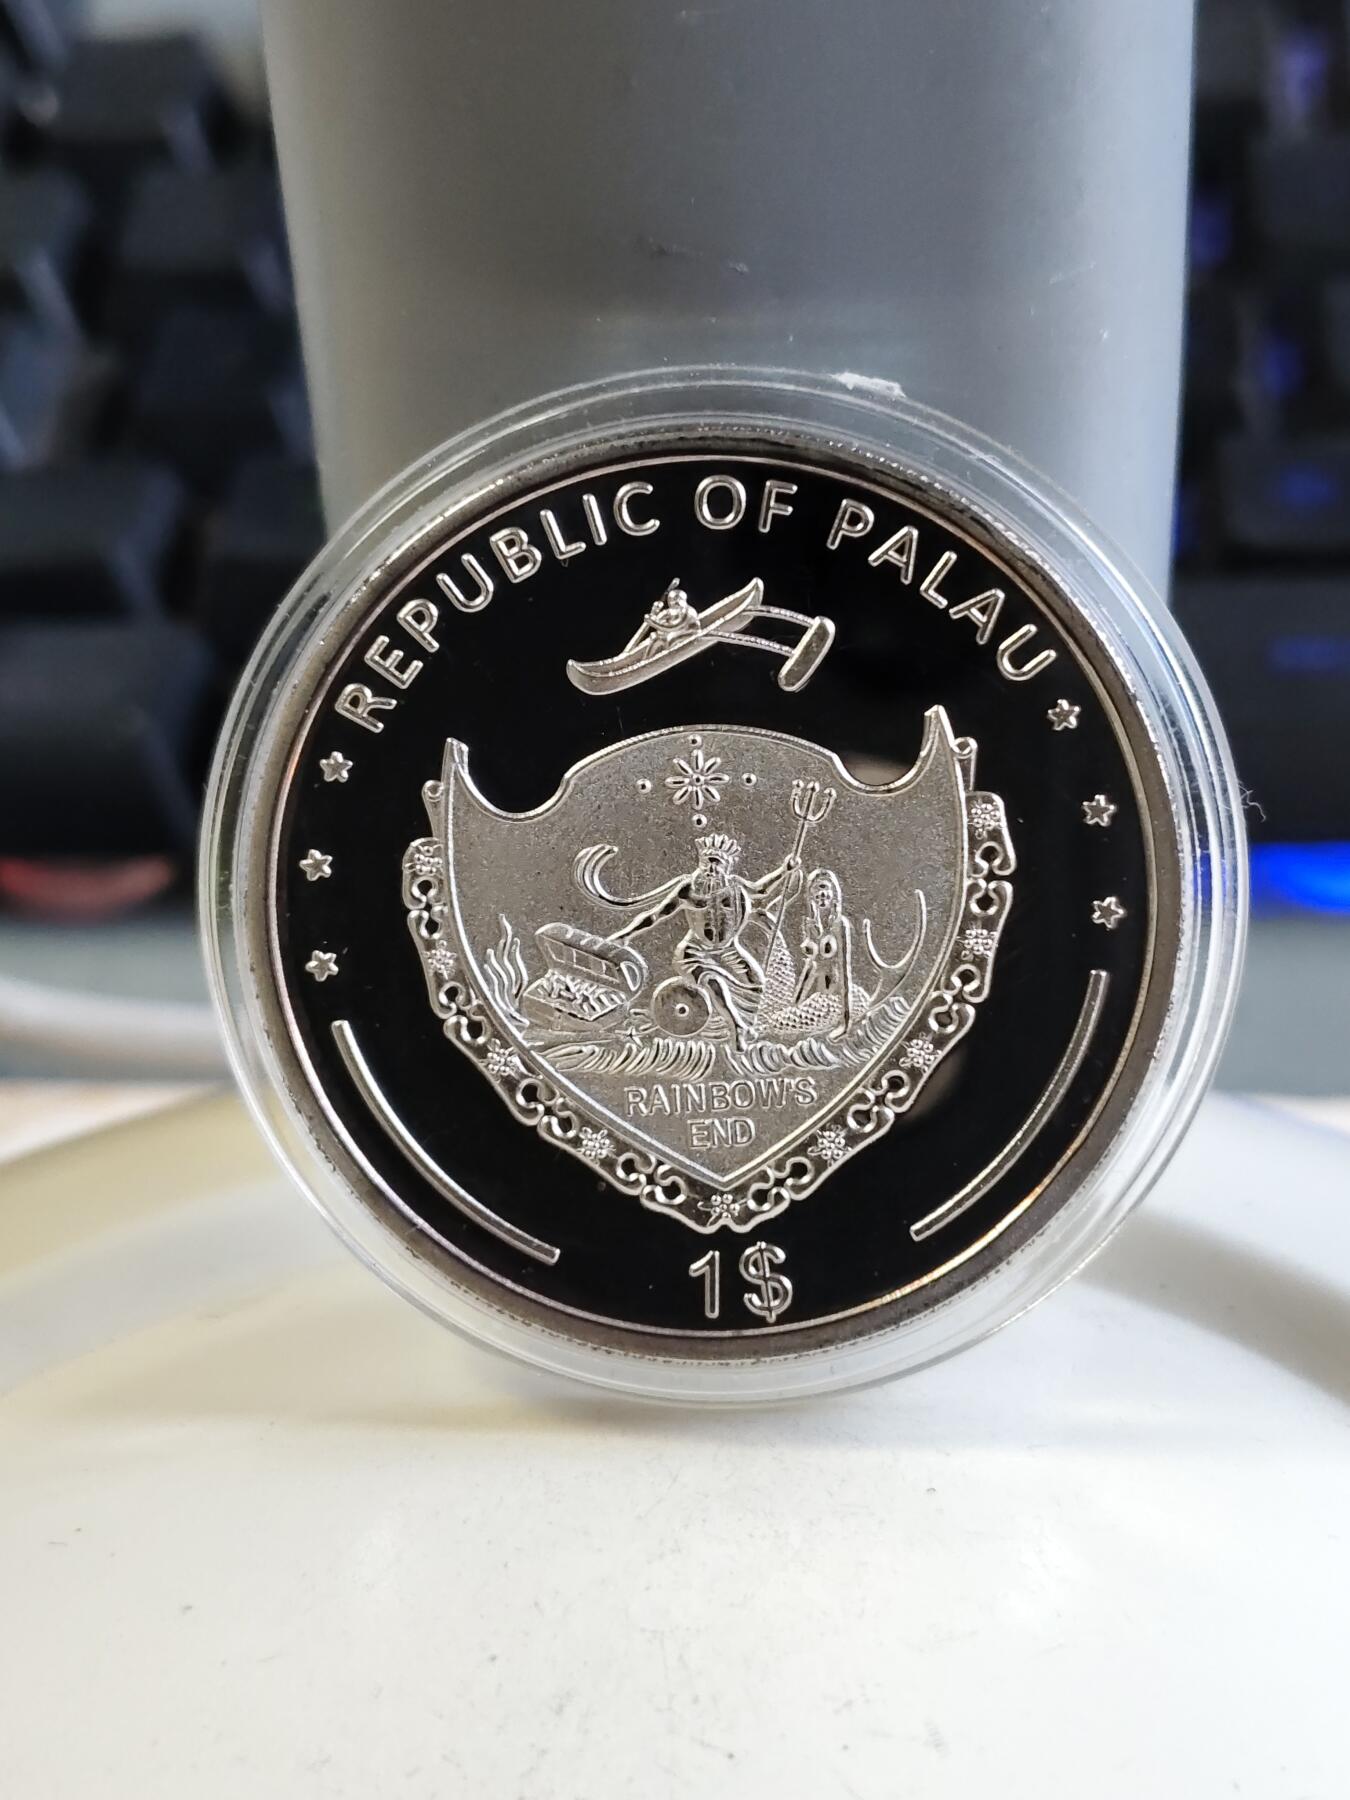 REPUBLIC OF PALAU
RAINBOW'S
END
1$